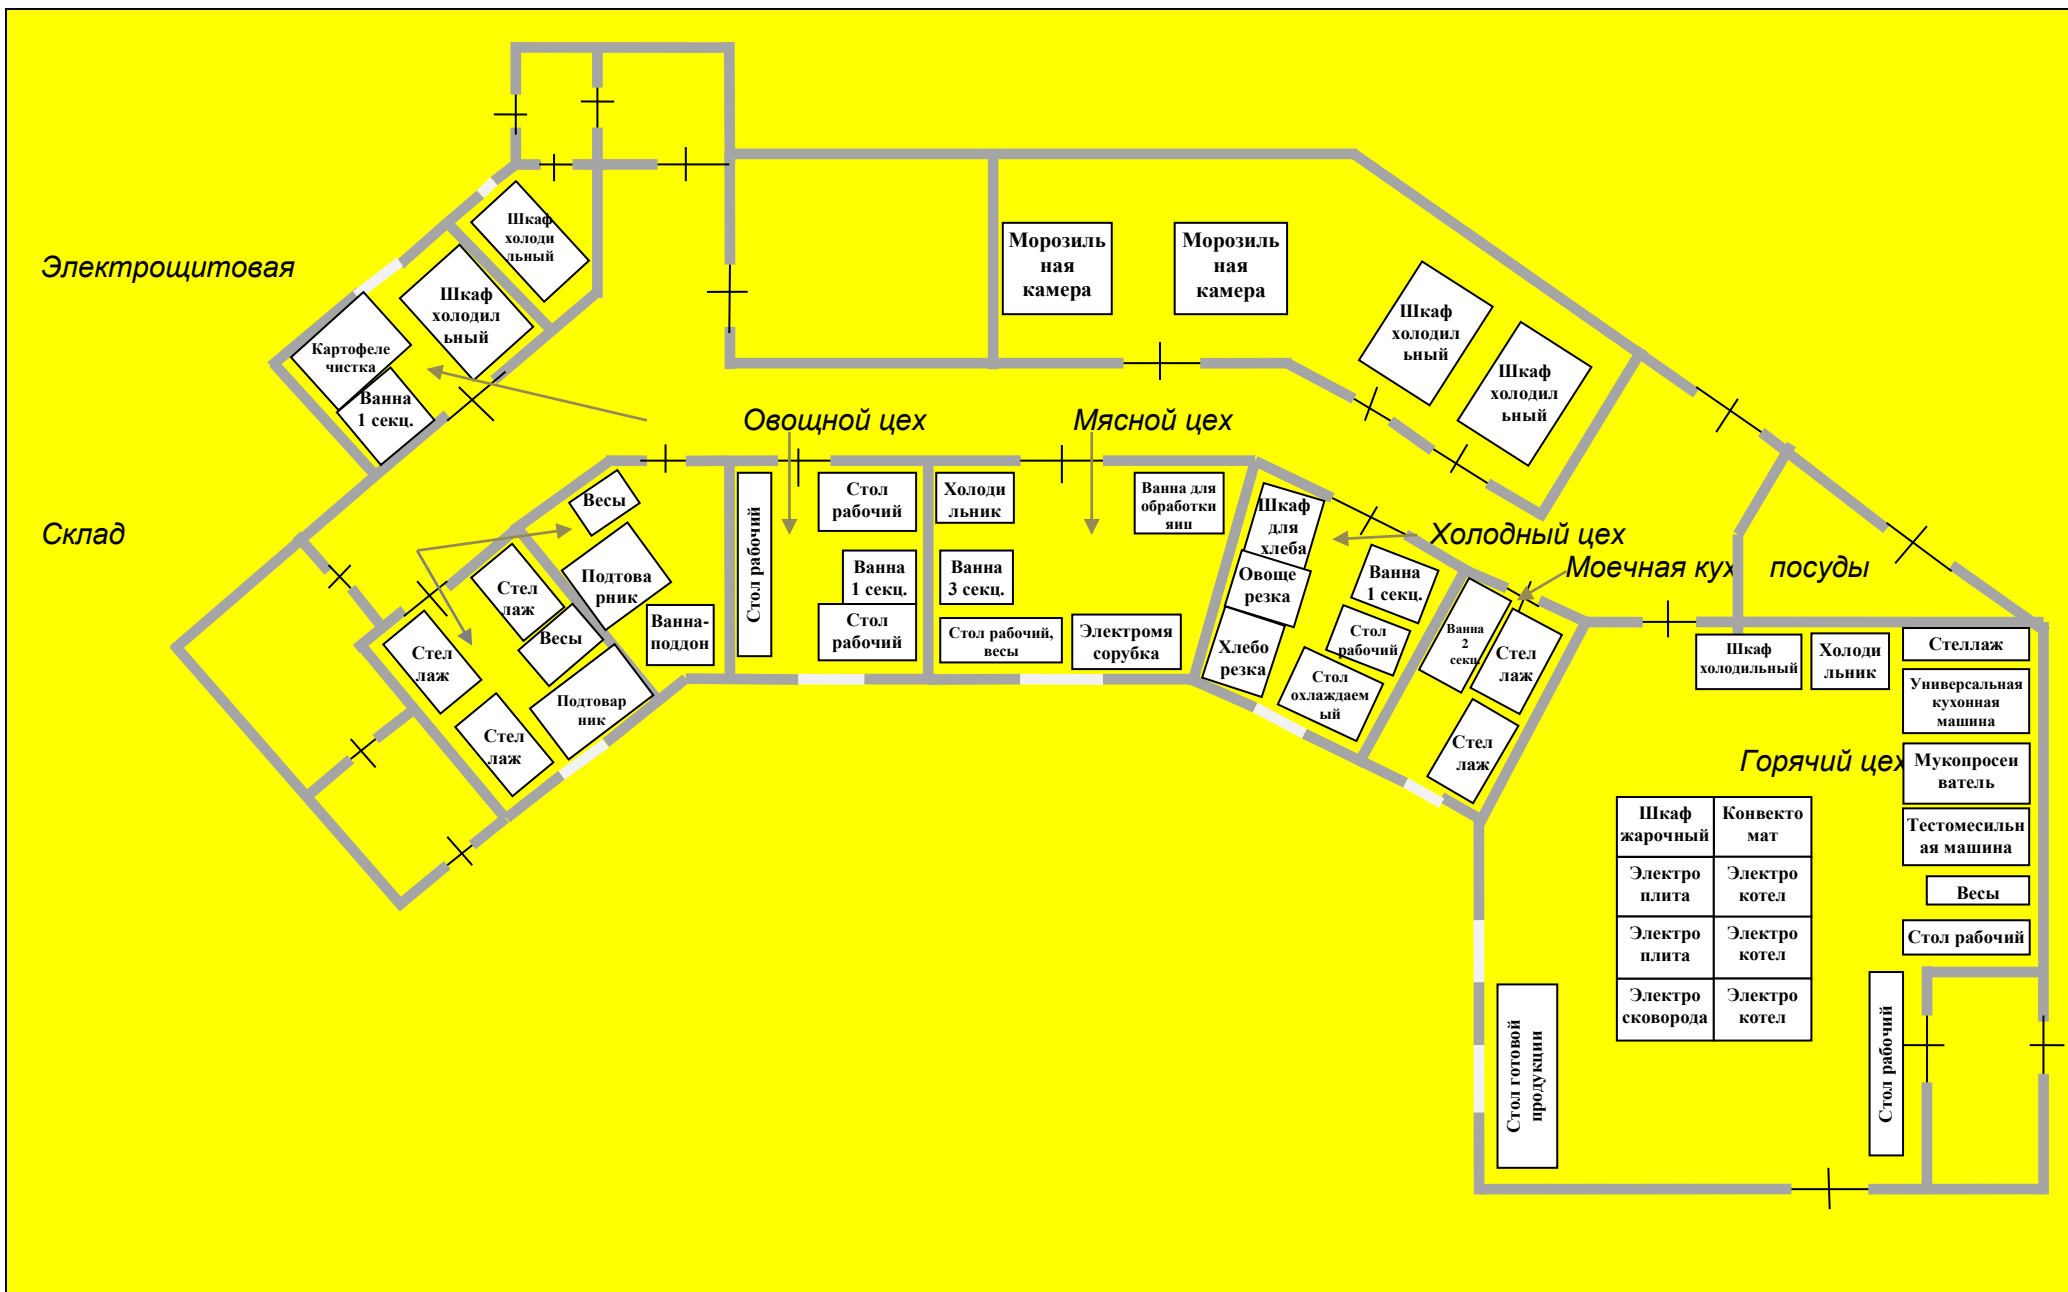 Шкаф
холоди
льный
Электрощитовая
Шкаф
холодил
ьный
Картофеле
чистка
Ванна
1 секц.
Морозиль
ная
камера
Морозиль
ная
камера
Шкаф
холодил
ьный
Шкаф
холодил
ьный
Овощной цех
Мясной цех
Холодный цех
Моечная кух
посуды
Склад
Весы
Подтова
рник
Ванна-
поддон
Стел
лаж
Весы
Стел
лаж
Подтовар
ник
Стел
лаж
Стол рабочий
Стол
рабочий
Ванна
1 секц.
Стол
рабочий
Холоди
льник
Ванна
3 секц.
Стол рабочий,
весы
Ванна для
обработки
яиц
Электромя
сорубка
Шкаф
для
хлеба
Овоще
резка
Хлебо
резка
Ванна
1 секц.
Стол
рабочий
Стол
охлаждаем
ый
Ванна
2
секц.
Стел
лаж
Стел
лаж
Шкаф
холодильный
Холоди
льник
Стеллаж
Универсальная
кухонная
машина
Горячий цех
Мукопросеи
ватель
Тестомесильн
ая машина
Весы
Стол рабочий
Шкаф
жарочный
Конвекто
мат
Электро
плита
Электро
котел
Электро
плита
Электро
котел
Электро
сковорода
Электро
котел
Стол готовой
продукции
Стол рабочий